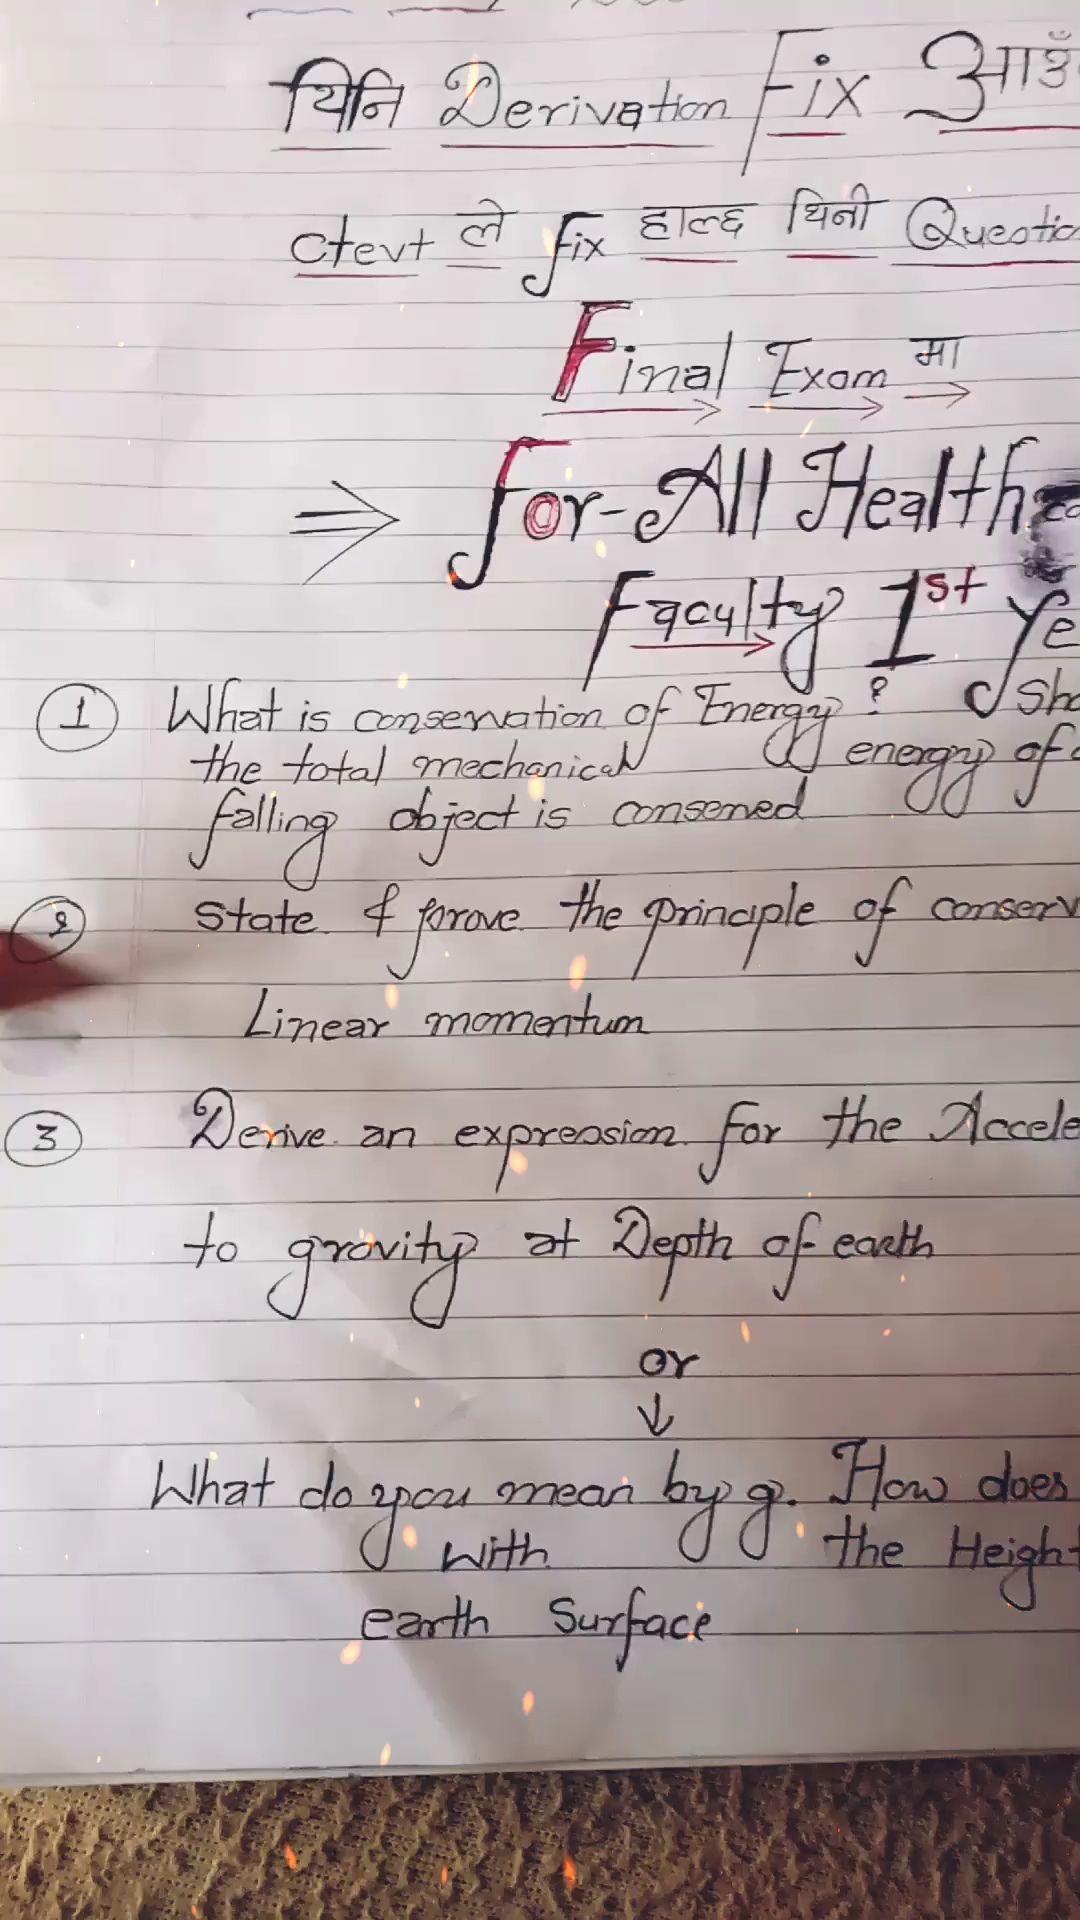 यिनि Derivation Fix आउँ
ctevt ले fix हाल्छ यिनी Questio
Final Exam मा
⇒ For-All Health
Faculty 1st Ye
① What is conservation of Energy? Sho
the total mechanical energy of
falling object is conserved
② State & prove the principle of conserv
Linear momentum
③ Derive an expression for the Accele
to gravity at Depth of earth
or
↓
What do you mean by g. How does
with the Heigh
earth Surface